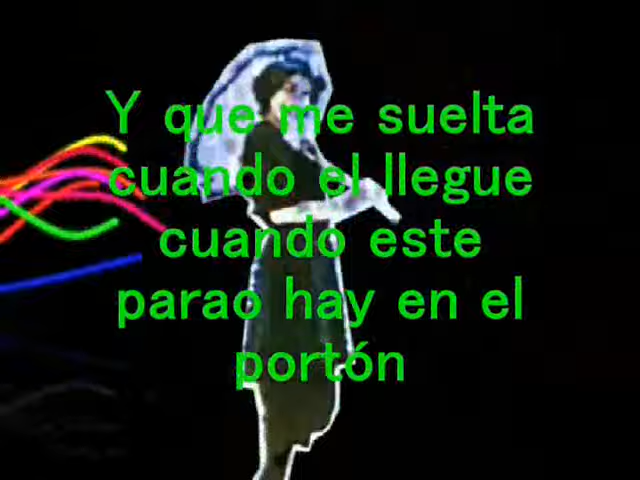 Y que me suelta
cuando el llegue
cuando este
parao hay en el
portón